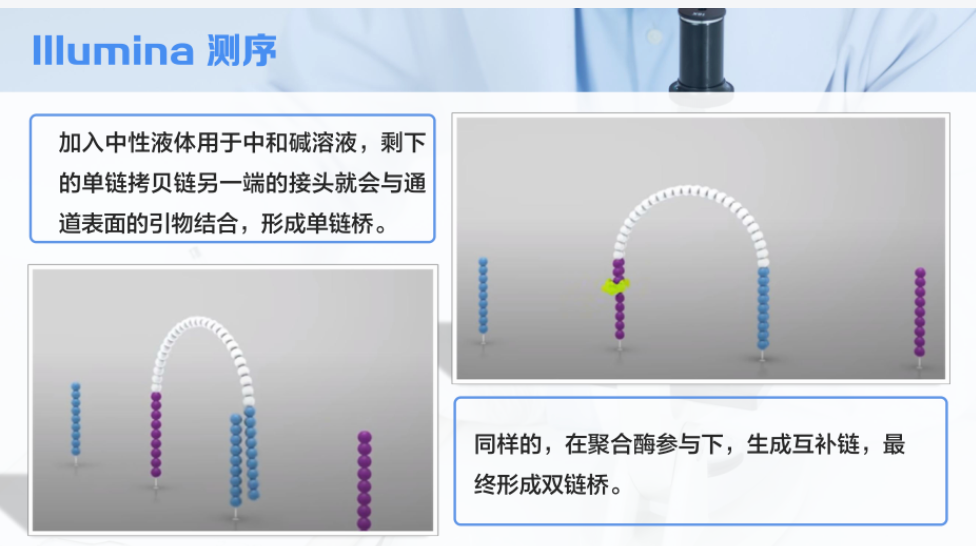 Illumina 测序
加入中性液体用于中和碱溶液，剩下
的单链拷贝链另一端的接头就会与通
道表面的引物结合，形成单链桥。
同样的，在聚合酶参与下，生成互补链，最
终形成双链桥。